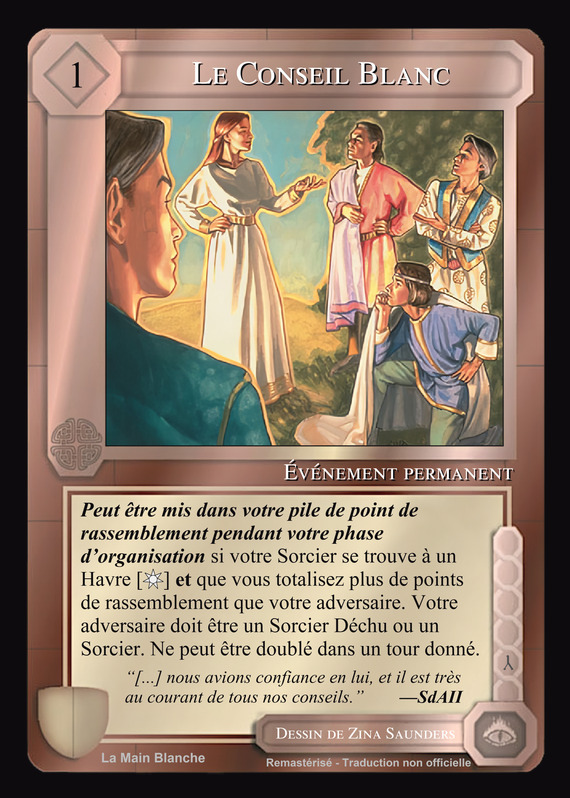 1
LE CONSEIL BLANC
ÉVÉNEMENT PERMANENT
Peut être mis dans votre pile de point de
rassemblement pendant votre phase
d’organisation si votre Sorcier se trouve à un
Havre [ ] et que vous totalisez plus de points
de rassemblement que votre adversaire. Votre
adversaire doit être un Sorcier Déchu ou un
Sorcier. Ne peut être doublé dans un tour donné.
“[...] nous avions confiance en lui, et il est très
au courant de tous nos conseils.” —SdAII
DESSIN DE ZINA SAUNDERS
La Main Blanche
Remastérisé - Traduction non officielle